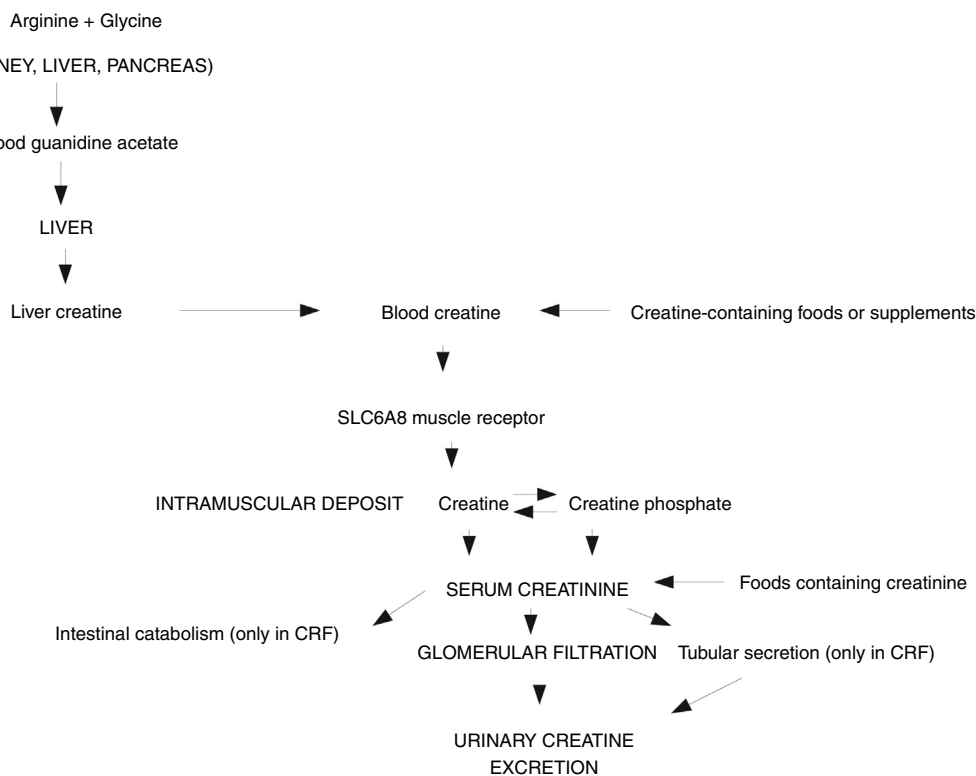 Arginine + Glycine
NEY, LIVER, PANCREAS)
ood guanidine acetate
LIVER
Liver creatine
Blood creatine
Creatine-containing foods or supplements
SLC6A8 muscle receptor
INTRAMUSCULAR DEPOSIT
Creatine
Creatine phosphate
SERUM CREATININE
Foods containing creatinine
Intestinal catabolism (only in CRF)
GLOMERULAR FILTRATION
Tubular secretion (only in CRF)
URINARY CREATINE
EXCRETION